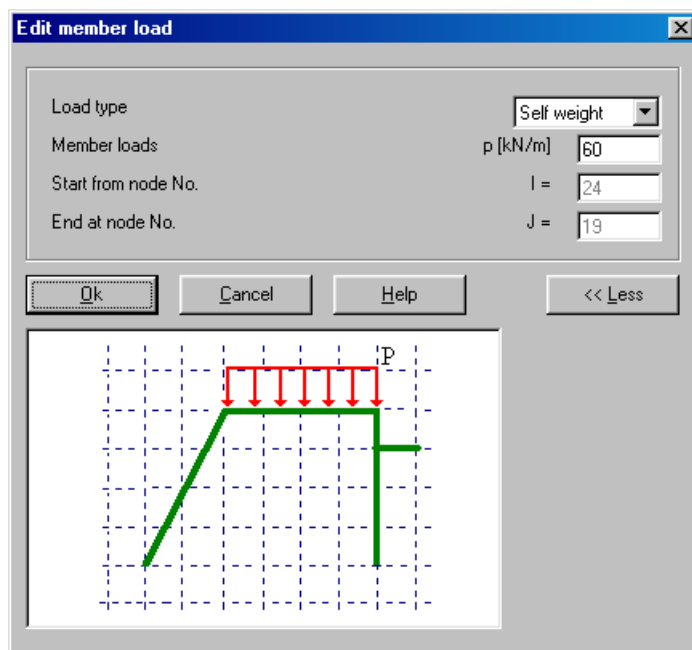 Edit member load
Load type Self weight
Member loads p [kN/m] 60
Start from node No. I = 24
End at node No. J = 19
Ok Cancel Help << Less
P